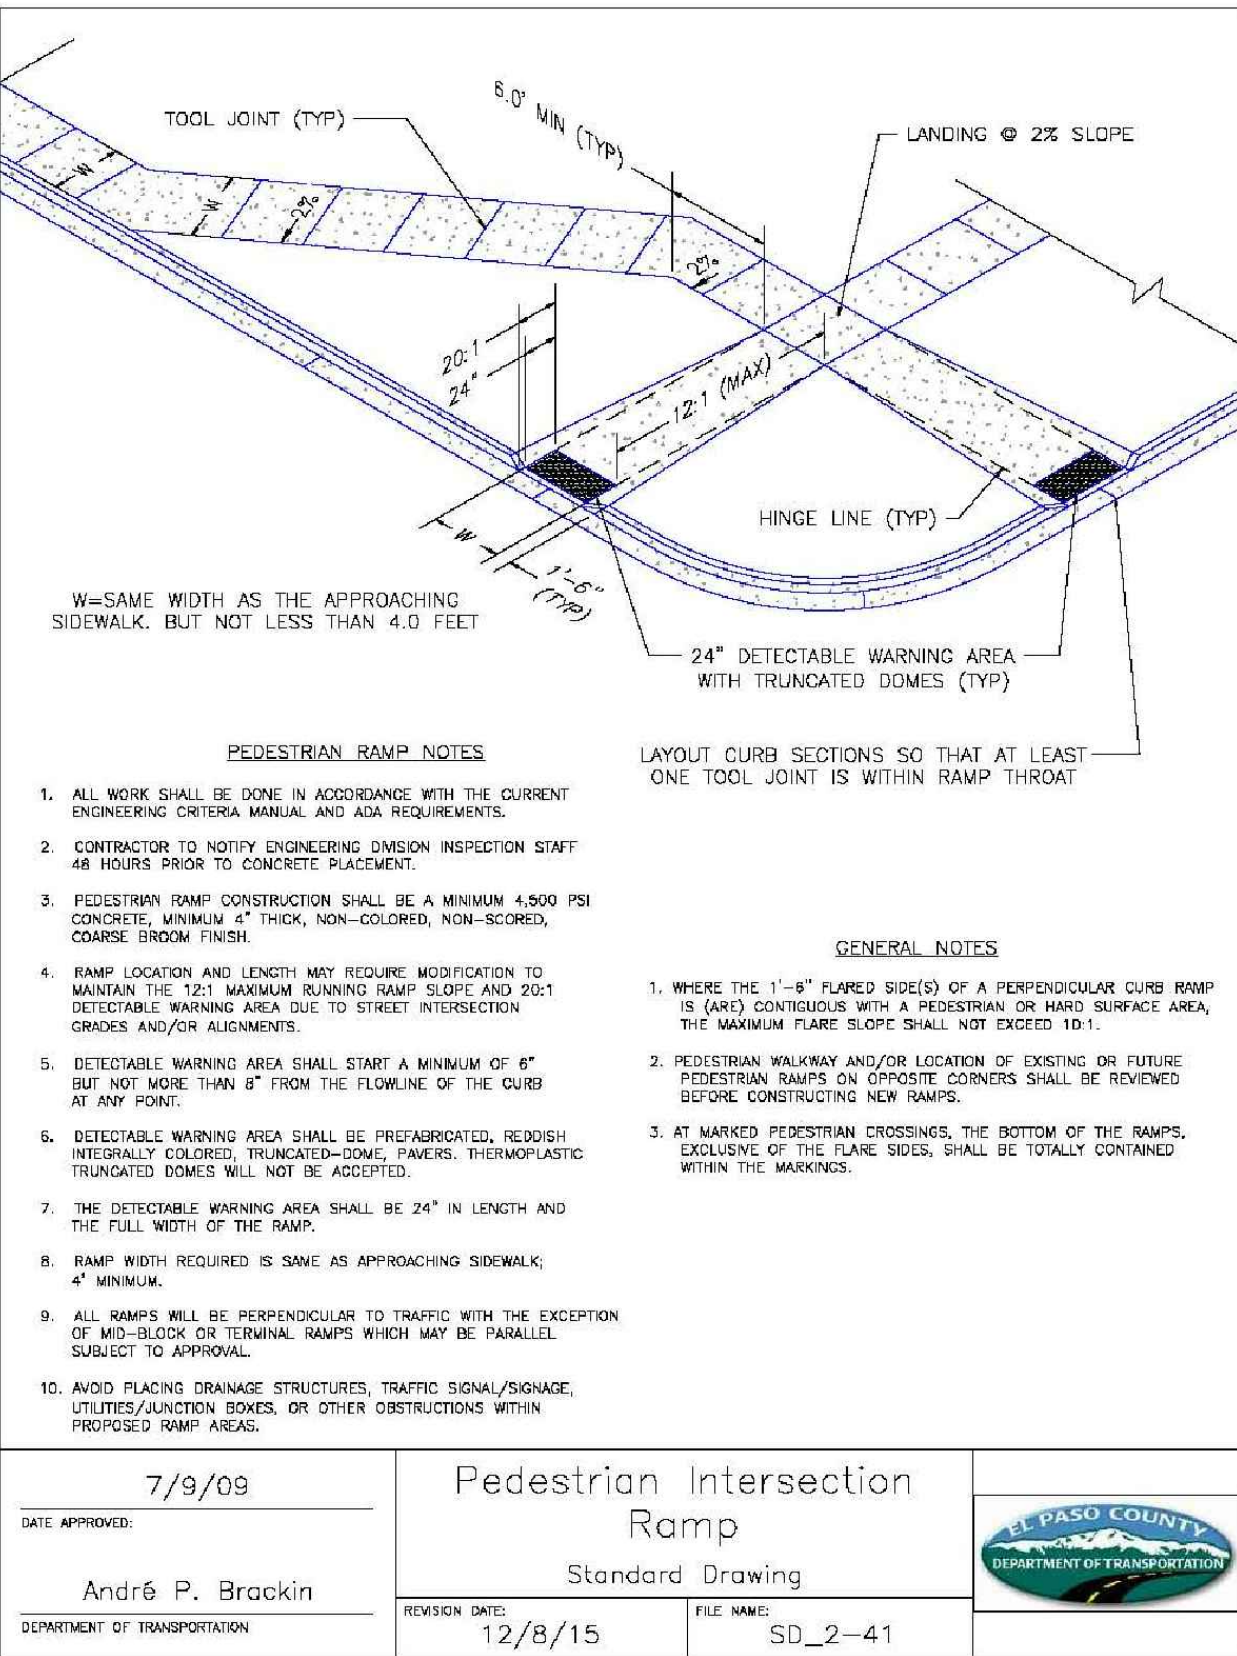 TOOL JOINT (TYP)
6.0' MIN (TYP)
LANDING @ 2% SLOPE
W
W
2%
2%
20:1
24"
12:1 (MAX)
HINGE LINE (TYP)
W
1'-6"
(TYP)
W=SAME WIDTH AS THE APPROACHING
SIDEWALK. BUT NOT LESS THAN 4.0 FEET
24" DETECTABLE WARNING AREA
WITH TRUNCATED DOMES (TYP)
LAYOUT CURB SECTIONS SO THAT AT LEAST
ONE TOOL JOINT IS WITHIN RAMP THROAT
PEDESTRIAN RAMP NOTES
1. ALL WORK SHALL BE DONE IN ACCORDANCE WITH THE CURRENT
ENGINEERING CRITERIA MANUAL AND ADA REQUIREMENTS.
2. CONTRACTOR TO NOTIFY ENGINEERING DIVISION INSPECTION STAFF
48 HOURS PRIOR TO CONCRETE PLACEMENT.
3. PEDESTRIAN RAMP CONSTRUCTION SHALL BE A MINIMUM 4,500 PSI
CONCRETE, MINIMUM 4" THICK, NON-COLORED, NON-SCORED,
COARSE BROOM FINISH.
4. RAMP LOCATION AND LENGTH MAY REQUIRE MODIFICATION TO
MAINTAIN THE 12:1 MAXIMUM RUNNING RAMP SLOPE AND 20:1
DETECTABLE WARNING AREA DUE TO STREET INTERSECTION
GRADES AND/OR ALIGNMENTS.
5. DETECTABLE WARNING AREA SHALL START A MINIMUM OF 6"
BUT NOT MORE THAN 8" FROM THE FLOWLINE OF THE CURB
AT ANY POINT.
6. DETECTABLE WARNING AREA SHALL BE PREFABRICATED, REDDISH
INTEGRALLY COLORED, TRUNCATED-DOME, PAVERS. THERMOPLASTIC
TRUNCATED DOMES WILL NOT BE ACCEPTED.
7. THE DETECTABLE WARNING AREA SHALL BE 24" IN LENGTH AND
THE FULL WIDTH OF THE RAMP.
8. RAMP WIDTH REQUIRED IS SAME AS APPROACHING SIDEWALK;
4' MINIMUM.
9. ALL RAMPS WILL BE PERPENDICULAR TO TRAFFIC WITH THE EXCEPTION
OF MID-BLOCK OR TERMINAL RAMPS WHICH MAY BE PARALLEL
SUBJECT TO APPROVAL.
10. AVOID PLACING DRAINAGE STRUCTURES, TRAFFIC SIGNAL/SIGNAGE,
UTILITIES/JUNCTION BOXES, OR OTHER OBSTRUCTIONS WITHIN
PROPOSED RAMP AREAS.
GENERAL NOTES
1. WHERE THE 1'-6" FLARED SIDE(S) OF A PERPENDICULAR CURB RAMP
IS (ARE) CONTIGUOUS WITH A PEDESTRIAN OR HARD SURFACE AREA,
THE MAXIMUM FLARE SLOPE SHALL NOT EXCEED 10:1.
2. PEDESTRIAN WALKWAY AND/OR LOCATION OF EXISTING OR FUTURE
PEDESTRIAN RAMPS ON OPPOSITE CORNERS SHALL BE REVIEWED
BEFORE CONSTRUCTING NEW RAMPS.
3. AT MARKED PEDESTRIAN CROSSINGS, THE BOTTOM OF THE RAMPS,
EXCLUSIVE OF THE FLARE SIDES, SHALL BE TOTALLY CONTAINED
WITHIN THE MARKINGS.
7/9/09
DATE APPROVED:
André P. Brackin
DEPARTMENT OF TRANSPORTATION
Pedestrian Intersection
Ramp
Standard Drawing
REVISION DATE:
12/8/15
FILE NAME:
SD_2-41
EL PASO COUNTY
DEPARTMENT OF TRANSPORTATION